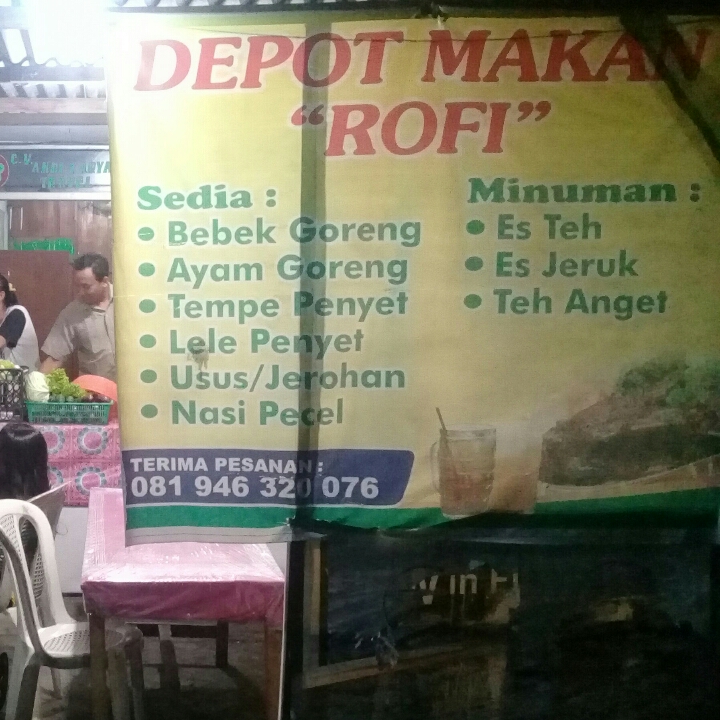 DEPOT MAKAN
"ROFI"
Sedia :
• Bebek Goreng
• Ayam Goreng
• Tempe Penyet
• Lele Penyet
• Usus/Jerohan
• Nasi Pecel
Minuman :
• Es Teh
• Es Jeruk
• Teh Anget
TERIMA PESANAN :
081 946 320 076